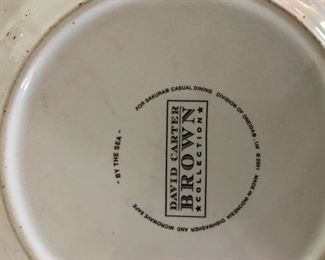 FOR SAKURA® CASUAL DINING DIVISION OF ONEIDA®, Ltd © 2001 MADE IN INDONESIA DISHWASHER AND MICROWAVE SAFE
~ BY THE SEA ~
DAVID CARTER
BROWN
★ COLLECTION ★